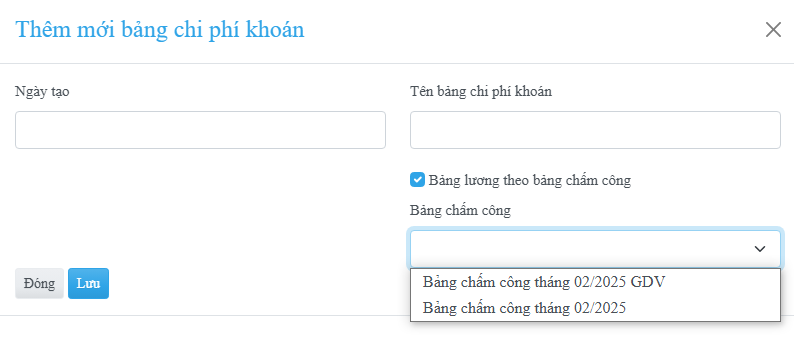 Thêm mới bảng chi phí khoán
Ngày tạo
Tên bảng chi phí khoán
Bảng lương theo bảng chấm công
Bảng chấm công
Đóng
Lưu
Bảng chấm công tháng 02/2025 GDV
Bảng chấm công tháng 02/2025